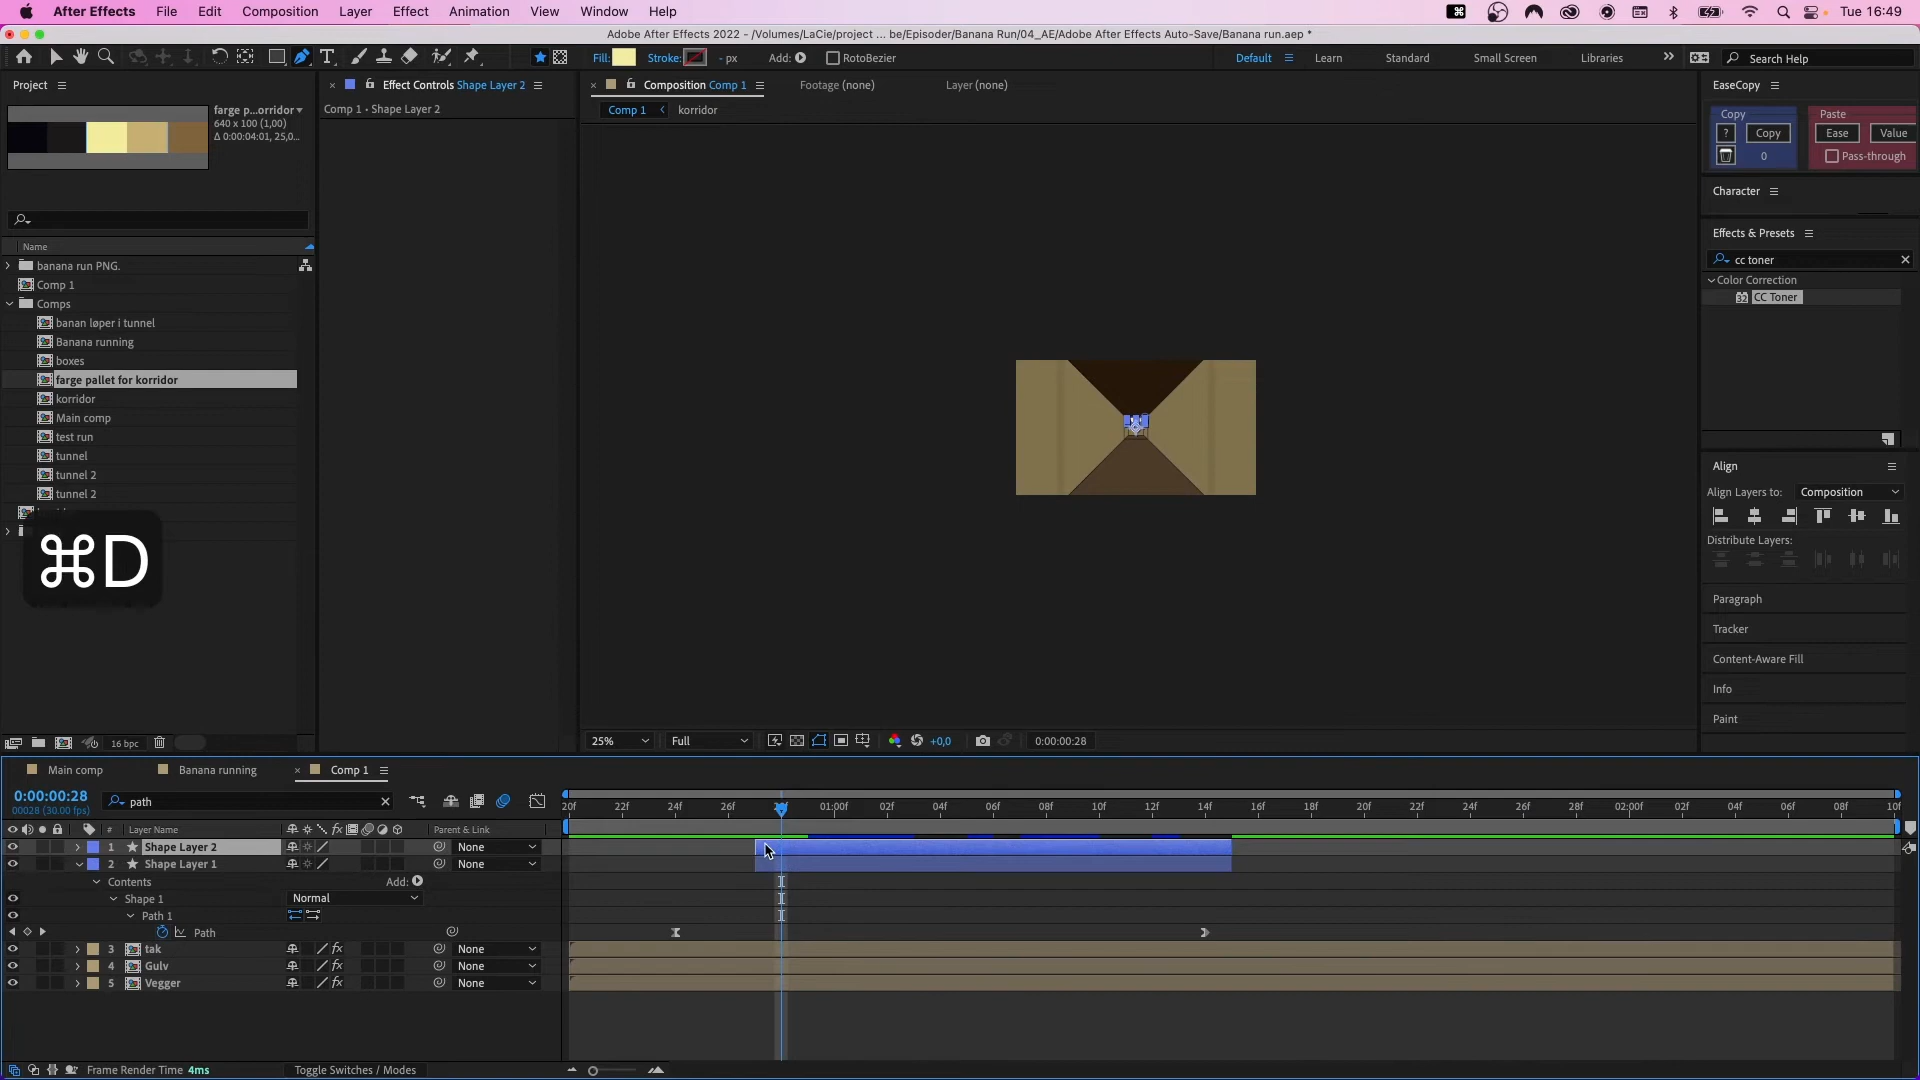 After Effects File Edit Composition Layer Effect Animation View Window Help Tue 16:49
Adobe After Effects 2022 - /Volumes/LaCie/project ... be/Episoder/Banana Run/04_AE/Adobe After Effects Auto-Save/Banana run.aep *
Fill: Stroke: - px Add: RotoBezier Default Learn Standard Small Screen Libraries Search Help
Project Effect Controls Shape Layer 2 Composition Comp 1 Footage (none) Layer (none) EaseCopy
Comp 1 • Shape Layer 2 Comp 1 korridor
farge p...orridor
640 x 100 (1,00)
Δ 0:00:04:01, 25,0...
Copy Paste
? Copy Ease Value
0 Pass-through
Character
Effects & Presets
cc toner
Color Correction
32 CC Toner
Name
banana run PNG.
Comp 1
Comps
banan løper i tunnel
Banana running
boxes
farge pallet for korridor
korridor
Main comp
test run
tunnel
tunnel 2
tunnel 2
⌘D
Align
Align Layers to: Composition
Distribute Layers:
Paragraph
Tracker
Content-Aware Fill
Info
Paint
16 bpc
25% Full +0,0 0:00:00:28
Main comp Banana running Comp 1
0:00:00:28
00028 (30.00 fps)
path
20f 22f 24f 26f 28f 01:00f 02f 04f 06f 08f 10f 12f 14f 16f 18f 20f 22f 24f 26f 28f 02:00f 02f 04f 06f 08f 10f
# Layer Name fx Parent & Link
1 Shape Layer 2 None
2 Shape Layer 1 None
Contents Add:
Shape 1 Normal
Path 1
Path
3 tak fx None
4 Gulv fx None
5 Vegger fx None
Frame Render Time 4ms Toggle Switches / Modes